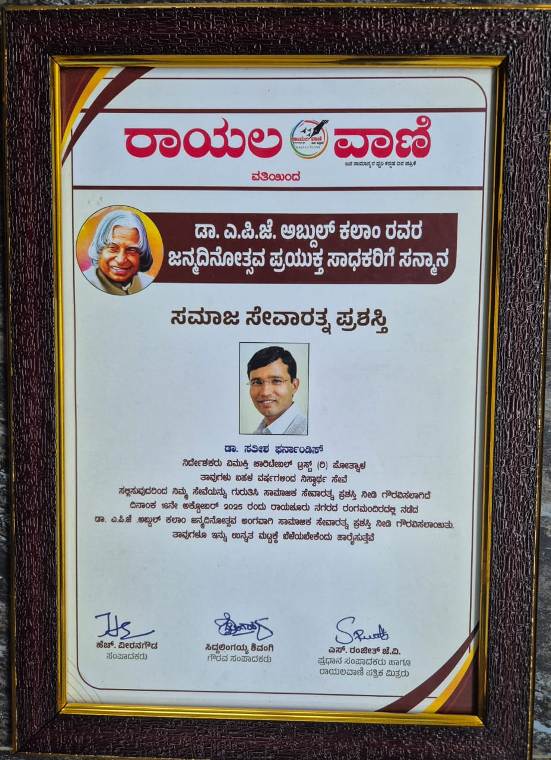 ರಾಯಲ ವಾಣಿ
ವತಿಯಿಂದ
ಡಾ. ಎ.ಪಿ.ಜೆ. ಅಬ್ದುಲ್ ಕಲಾಂ ರವರ
ಜನ್ಮದಿನೋತ್ಸವ ಪ್ರಯುಕ್ತ ಸಾಧಕರಿಗೆ ಸನ್ಮಾನ
ಸಮಾಜ ಸೇವಾರತ್ನ ಪ್ರಶಸ್ತಿ
ಡಾ. ಸತೀಶ ಫರ್ನಾಂಡಿಸ್
ನಿರ್ದೇಶಕರು ವಿಮುಕ್ತಿ ಚಾರಿಟೇಬಲ್ ಟ್ರಸ್ಟ್ (ರಿ) ಪೋತ್ನಾಳ
ತಾವುಗಳು ಬಹಳ ವರ್ಷಗಳಿಂದ ನಿಸ್ವಾರ್ಥ ಸೇವೆ
ಸಲ್ಲಿಸುವುದರಿಂದ ನಿಮ್ಮ ಸೇವೆಯನ್ನು ಗುರುತಿಸಿ ಸಾಮಾಜಿಕ ಸೇವಾರತ್ನ ಪ್ರಶಸ್ತಿ ನೀಡಿ ಗೌರವಿಸಲಾಗಿದೆ
ದಿನಾಂಕ 16ನೇ ಅಕ್ಟೋಬರ್ 2025 ರಂದು ರಾಯಚೂರು ನಗರದ ರಂಗಮಂದಿರದಲ್ಲಿ ನಡೆದ
ಡಾ. ಎ.ಪಿ.ಜೆ .ಅಬ್ದುಲ್ ಕಲಾಂ ಜನ್ಮದಿನೋತ್ಸವ ಅಂಗವಾಗಿ ಸಾಮಾಜಿಕ ಸೇವಾರತ್ನ ಪ್ರಶಸ್ತಿ ನೀಡಿ ಗೌರವಿಸಲಾಯಿತು.
ತಾವುಗಳೂ ಇನ್ನು ಉನ್ನತ ಮಟ್ಟಕ್ಕೆ ಬೆಳೆಯಬೇಕೆಂದು ಹಾರೈಸುತ್ತೆವೆ
ಹೆಚ್. ವೀರನಗೌಡ
ಸಂಪಾದಕರು
ಸಿದ್ದಲಿಂಗಯ್ಯ ಶಿವಂಗಿ
ಗೌರವ ಸಂಪಾದಕರು
ಎಸ್. ರಂಜೀತ್ ಜೆ.ವಿ.
ಪ್ರಧಾನ ಸಂಪಾದಕರು ಹಾಗೂ
ರಾಯಲವಾಣಿ ಪತ್ರಿಕೆ ಮಿತ್ರರು